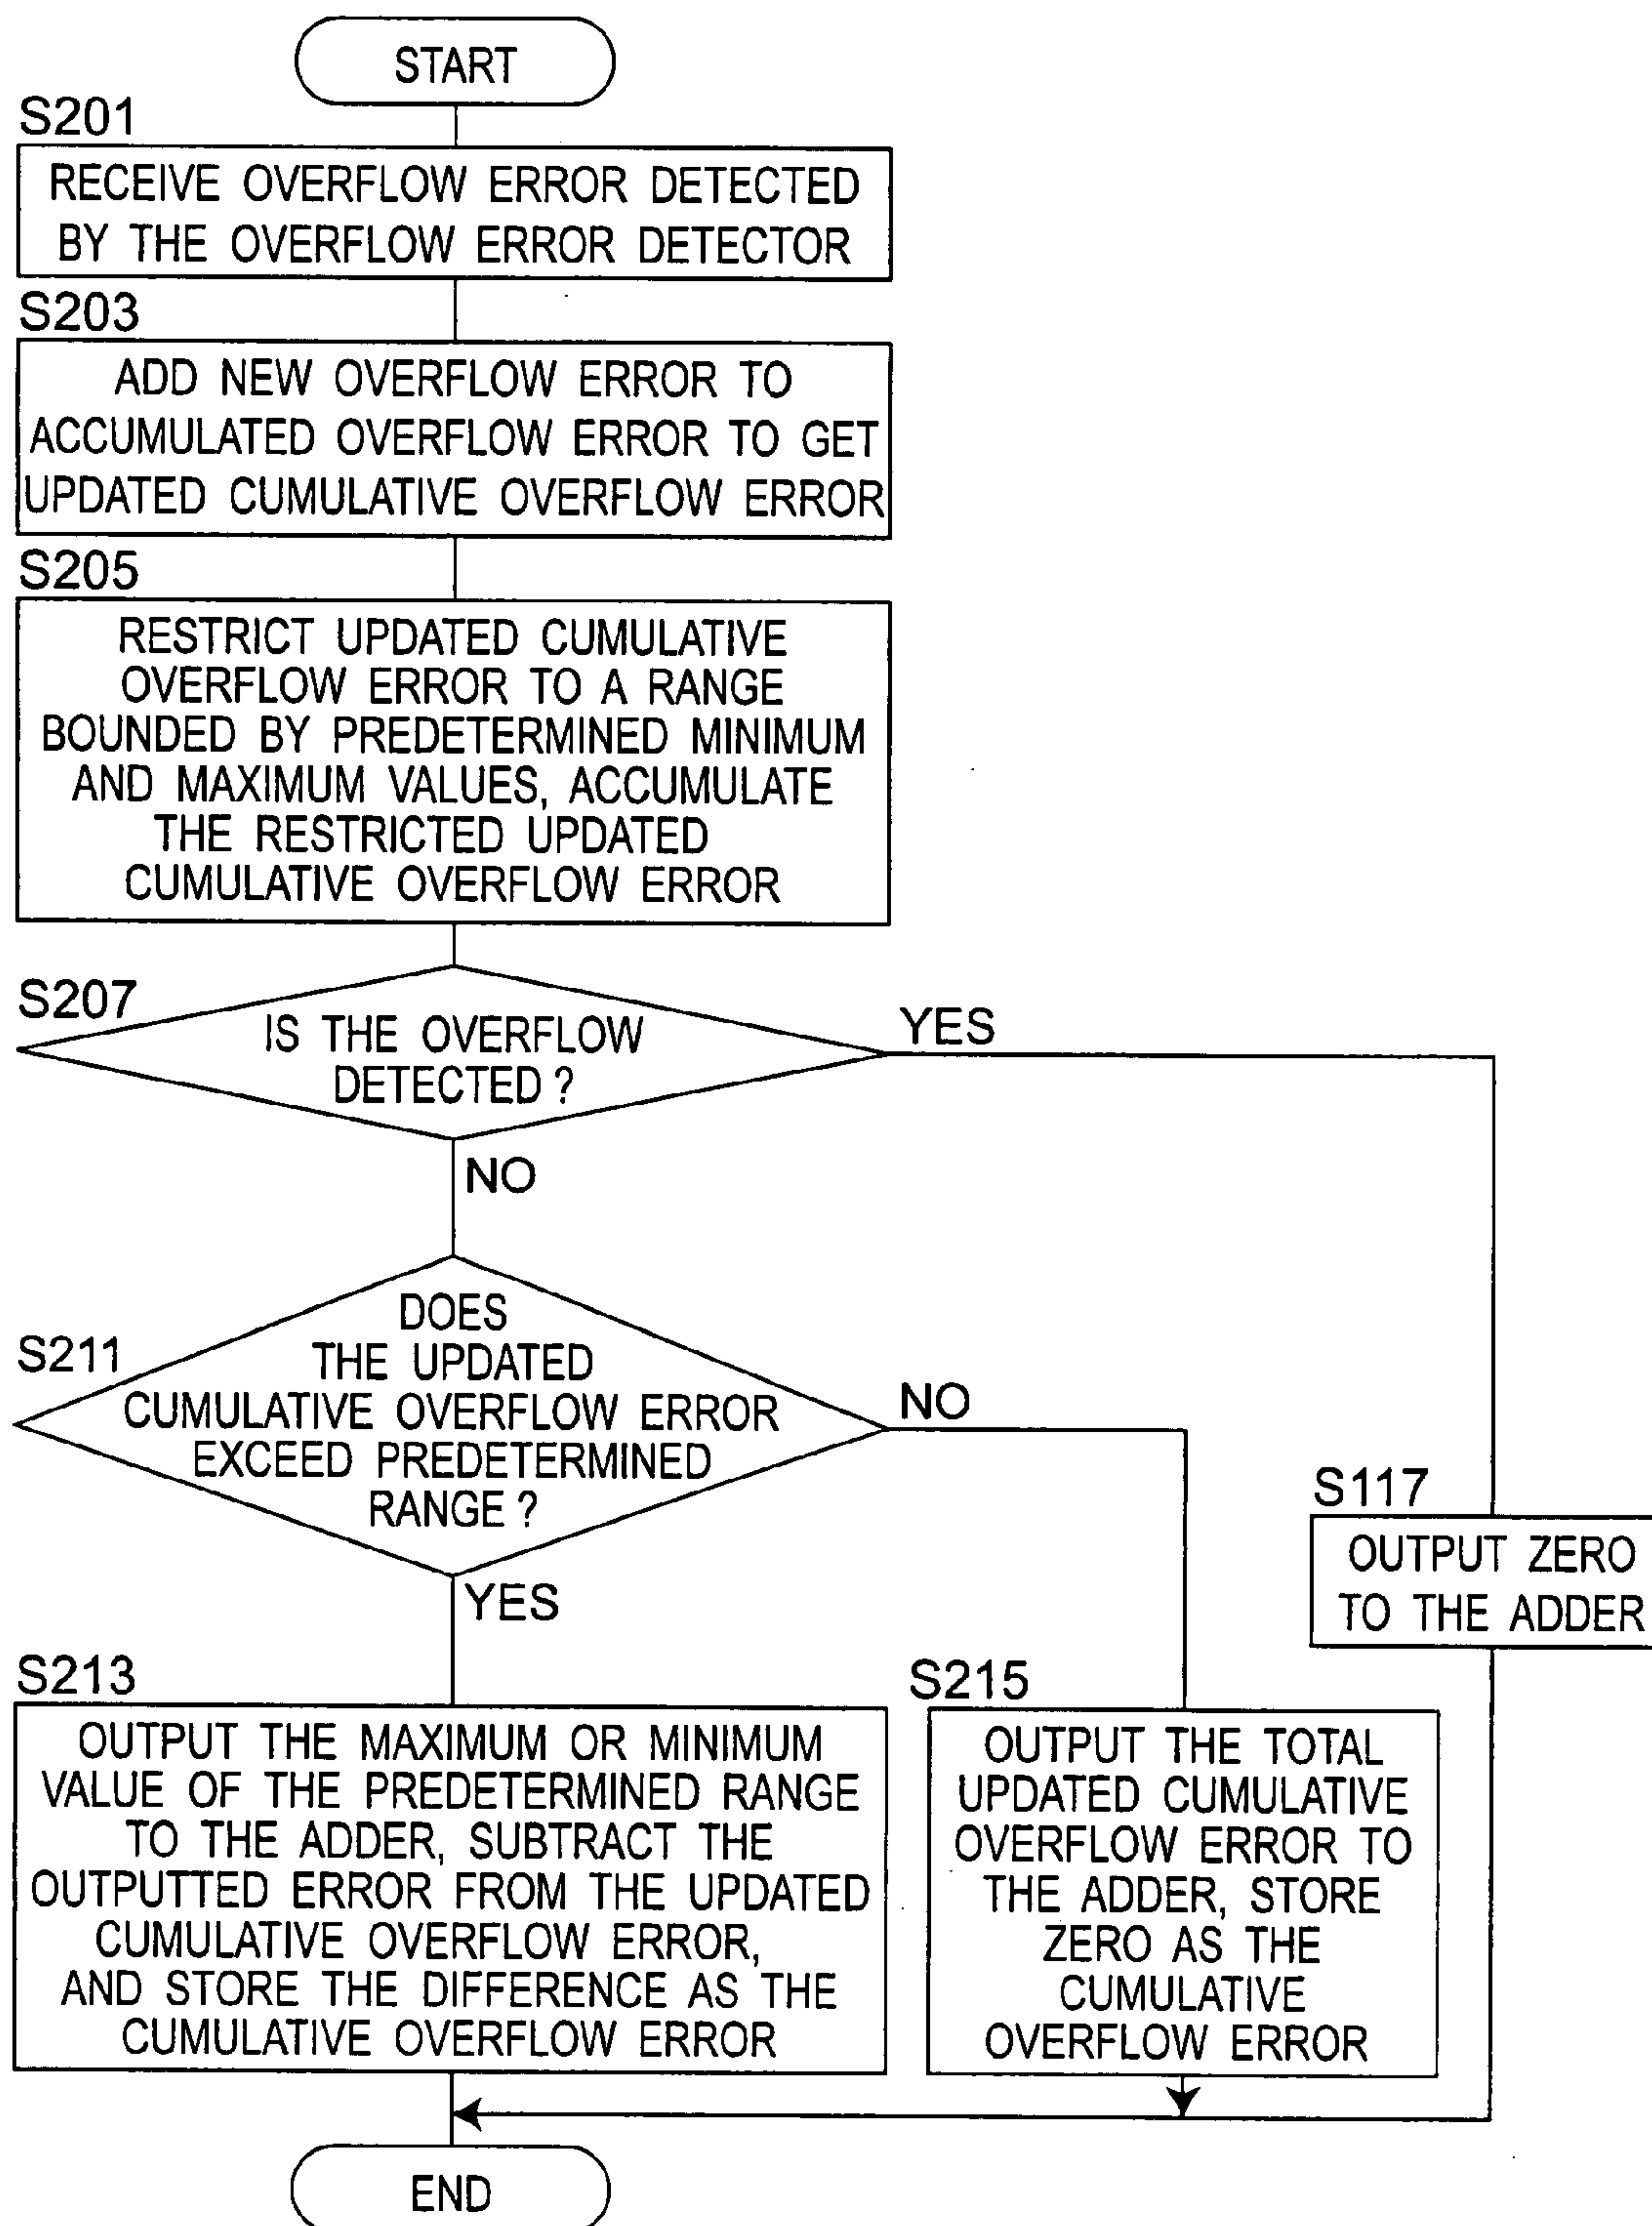 START
S201
RECEIVE OVERFLOW ERROR DETECTED
BY THE OVERFLOW ERROR DETECTOR
S203
ADD NEW OVERFLOW ERROR TO
ACCUMULATED OVERFLOW ERROR TO GET
UPDATED CUMULATIVE OVERFLOW ERROR
S205
RESTRICT UPDATED CUMULATIVE
OVERFLOW ERROR TO A RANGE
BOUNDED BY PREDETERMINED MINIMUM
AND MAXIMUM VALUES, ACCUMULATE
THE RESTRICTED UPDATED
CUMULATIVE OVERFLOW ERROR
S207
IS THE OVERFLOW
DETECTED ?
YES
NO
S211
DOES
THE UPDATED
CUMULATIVE OVERFLOW ERROR
EXCEED PREDETERMINED
RANGE ?
NO
YES
S117
OUTPUT ZERO
TO THE ADDER
S213
OUTPUT THE MAXIMUM OR MINIMUM
VALUE OF THE PREDETERMINED RANGE
TO THE ADDER, SUBTRACT THE
OUTPUTTED ERROR FROM THE UPDATED
CUMULATIVE OVERFLOW ERROR,
AND STORE THE DIFFERENCE AS THE
CUMULATIVE OVERFLOW ERROR
S215
OUTPUT THE TOTAL
UPDATED CUMULATIVE
OVERFLOW ERROR TO
THE ADDER, STORE
ZERO AS THE
CUMULATIVE
OVERFLOW ERROR
END